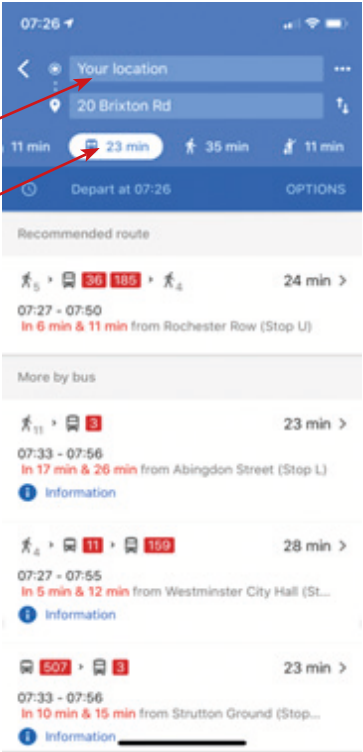 07:26
Your location
20 Brixton Rd
11 min 23 min 35 min 11 min
Depart at 07:26 OPTIONS
Recommended route
5 36 185 4 24 min
07:27 - 07:50
In 6 min & 11 min from Rochester Row (Stop U)
More by bus
11 3 23 min
07:33 - 07:56
In 17 min & 26 min from Abingdon Street (Stop L)
Information
4 11 159 28 min
07:27 - 07:55
In 5 min & 12 min from Westminster City Hall (St...
Information
507 3 23 min
07:33 - 07:56
In 10 min & 15 min from Strutton Ground (Stop...
Information